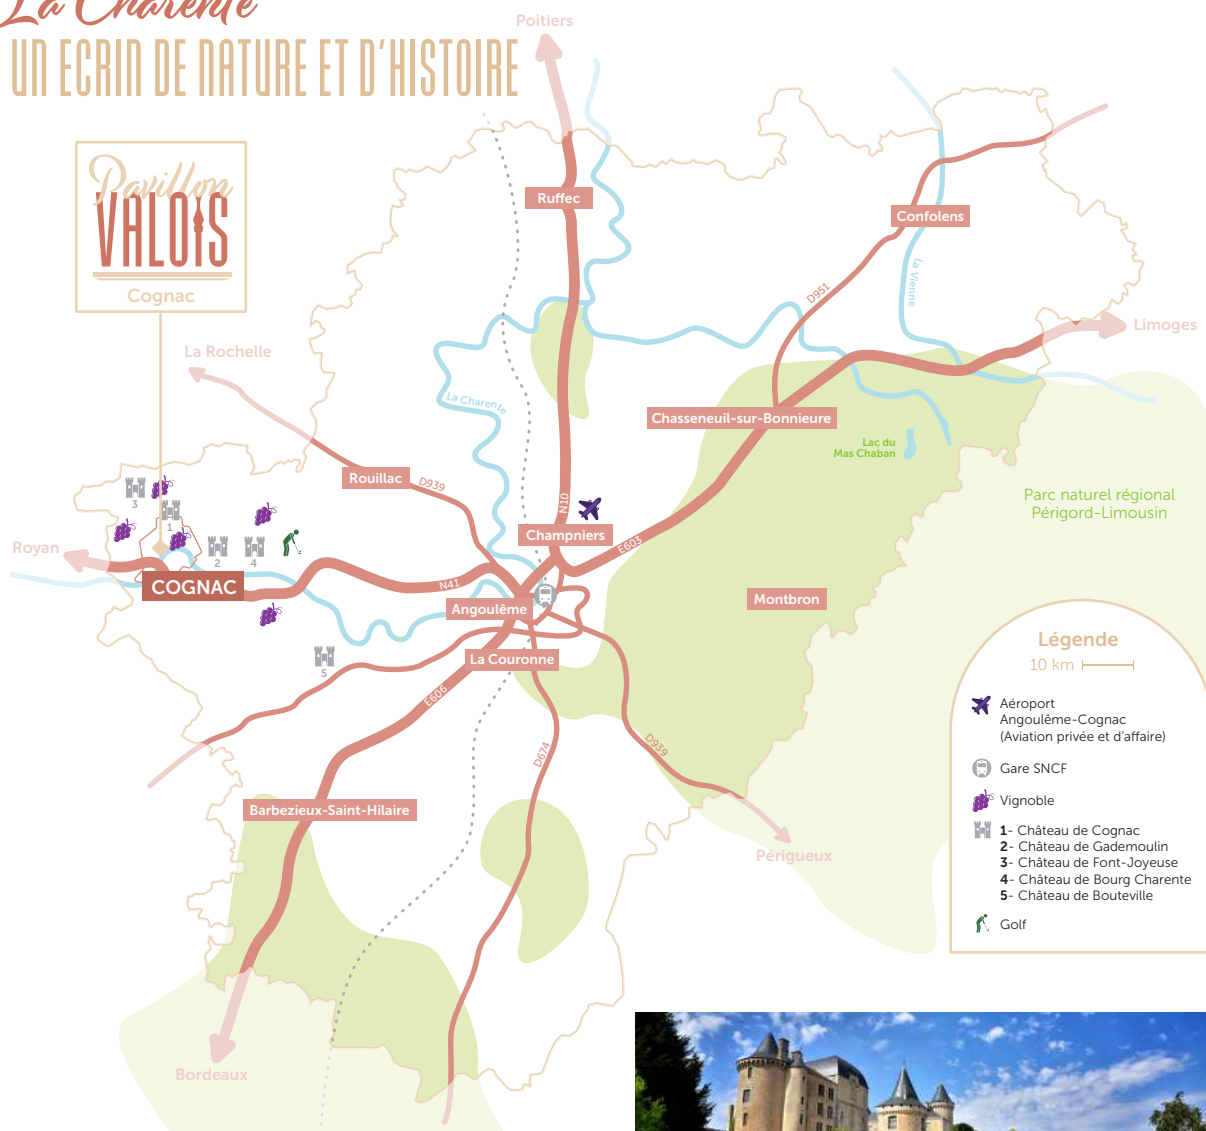 La Charente
UN ECRIN DE NATURE ET D'HISTOIRE
Poitiers
Pavillon
VALOIS
Cognac
Ruffec
Confolens
La Vienne
D951
Limoges
La Rochelle
La Charente
Chasseneuil-sur-Bonnieure
Lac du
Mas Chaban
Rouillac
D939
N10
Parc naturel régional
Périgord-Limousin
3
1
Champniers
E603
Royan
2
4
COGNAC
N41
Angoulême
Montbron
La Couronne
5
E606
D674
D939
Barbezieux-Saint-Hilaire
Périgueux
Bordeaux
Légende
10 km
Aéroport
Angoulême-Cognac
(Aviation privée et d'affaire)
Gare SNCF
Vignoble
1- Château de Cognac
2- Château de Gademoulin
3- Château de Font-Joyeuse
4- Château de Bourg Charente
5- Château de Bouteville
Golf